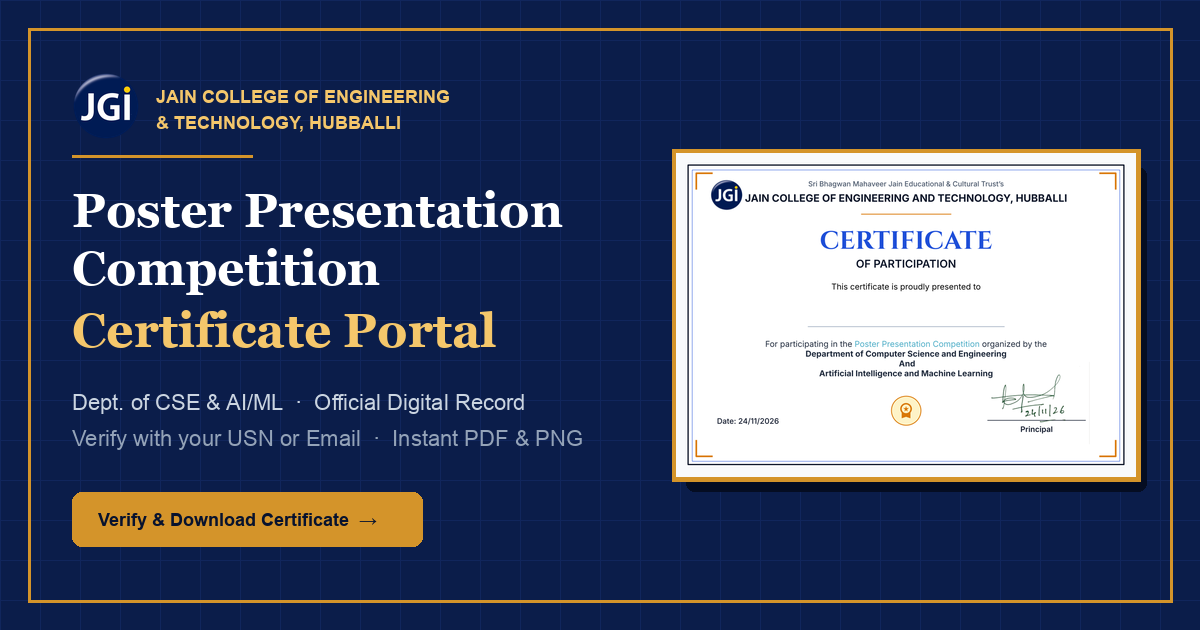 JGi
JAIN COLLEGE OF ENGINEERING
& TECHNOLOGY, HUBBALLI
Poster Presentation
Competition
Certificate Portal
Dept. of CSE & AI/ML · Official Digital Record
Verify with your USN or Email · Instant PDF & PNG
Verify & Download Certificate →
Sri Bhagwan Mahaveer Jain Educational & Cultural Trust's
JGi
JAIN COLLEGE OF ENGINEERING AND TECHNOLOGY, HUBBALLI
CERTIFICATE
OF PARTICIPATION
This certificate is proudly presented to
For participating in the Poster Presentation Competition organized by the
Department of Computer Science and Engineering
And
Artificial Intelligence and Machine Learning
24/11/26
Date: 24/11/2026
Principal